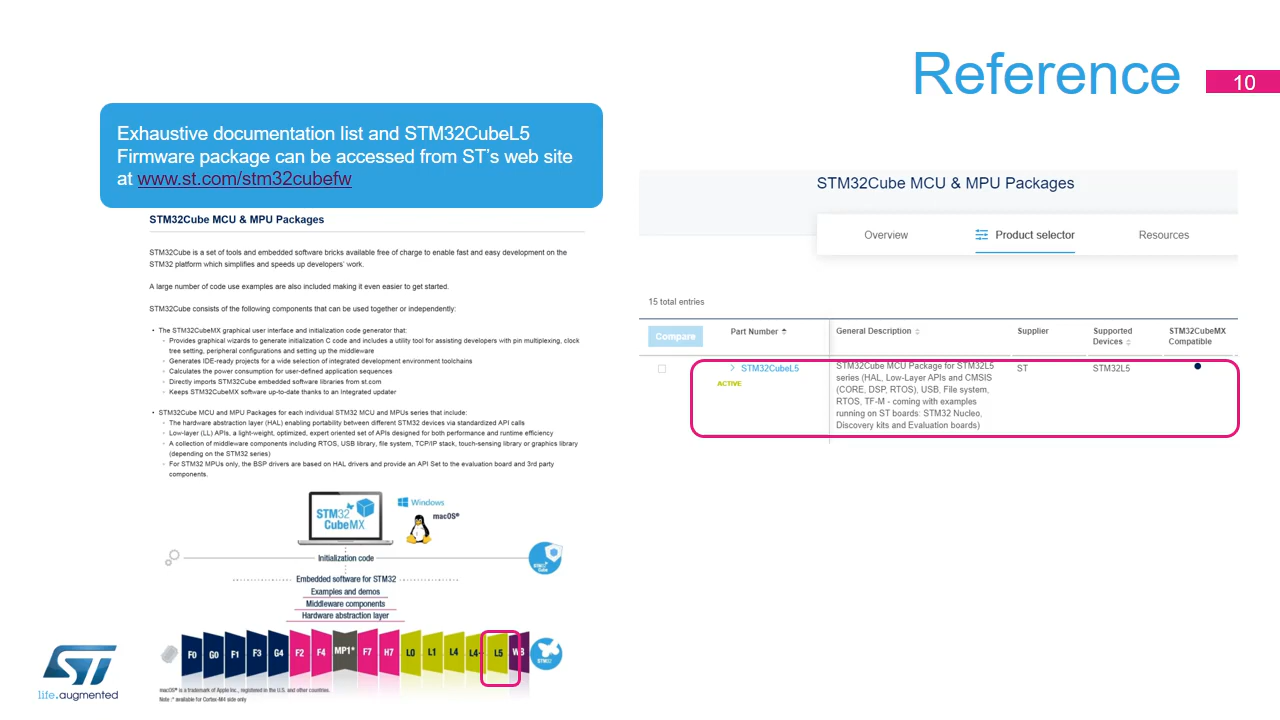 Reference
10
Exhaustive documentation list and STM32CubeL5
Firmware package can be accessed from ST's web site
at www.st.com/stm32cubefw
STM32Cube MCU & MPU Packages
STM32Cube is a set of tools and embedded software bricks available free of charge to enable fast and easy development on the
STM32 platform which simplifies and speeds up developers' work.
A large number of code use examples are also included making it even easier to get started.
STM32Cube consists of the following components that can be used together or independently:
• The STM32CubeMX graphical user interface and initialization code generator that:
◦ Provides graphical wizards to generate initialization C code and includes a utility tool for assisting developers with pin multiplexing, clock
tree setting, peripheral configurations and setting up the middleware
◦ Generates IDE-ready projects for a wide selection of integrated development environment toolchains
◦ Calculates the power consumption for user-defined application sequences
◦ Directly imports STM32Cube embedded software libraries from st.com
◦ Keeps STM32CubeMX software up-to-date thanks to an Integrated updater
• STM32Cube MCU and MPU Packages for each individual STM32 MCU and MPUs series that include:
◦ The hardware abstraction layer (HAL) enabling portability between different STM32 devices via standardized API calls
◦ Low-layer (LL) APIs, a light-weight, optimized, expert oriented set of APIs designed for both performance and runtime efficiency
◦ A collection of middleware components including RTOS, USB library, file system, TCP/IP stack, touch-sensing library or graphics library
(depending on the STM32 series)
◦ For STM32 MPUs only, the BSP drivers are based on HAL drivers and provide an API Set to the evaluation board and 3rd party
components.
STM32
CubeMX
Windows
macOS®
Initialization code
STM32
Cube
Embedded software for STM32
Examples and demos
Middleware components
Hardware abstraction layer
F0 G0 F1 F3 G4 F2 F4 MP1* F7 H7 L0 L1 L4 L4+ L5 WB
STM32
macOS® is a trademark of Apple Inc., registered in the U.S. and other countries.
Note :* available for Cortex-M4 side only
ST
life.augmented
STM32Cube MCU & MPU Packages
Overview Product selector Resources
15 total entries
Compare
Part Number
General Description
Supplier
Supported
Devices
STM32CubeMX
Compatible
STM32CubeL5
ACTIVE
STM32Cube MCU Package for STM32L5
series (HAL, Low-Layer APIs and CMSIS
(CORE, DSP, RTOS), USB, File system,
RTOS, TF-M - coming with examples
running on ST boards: STM32 Nucleo,
Discovery kits and Evaluation boards)
ST
STM32L5